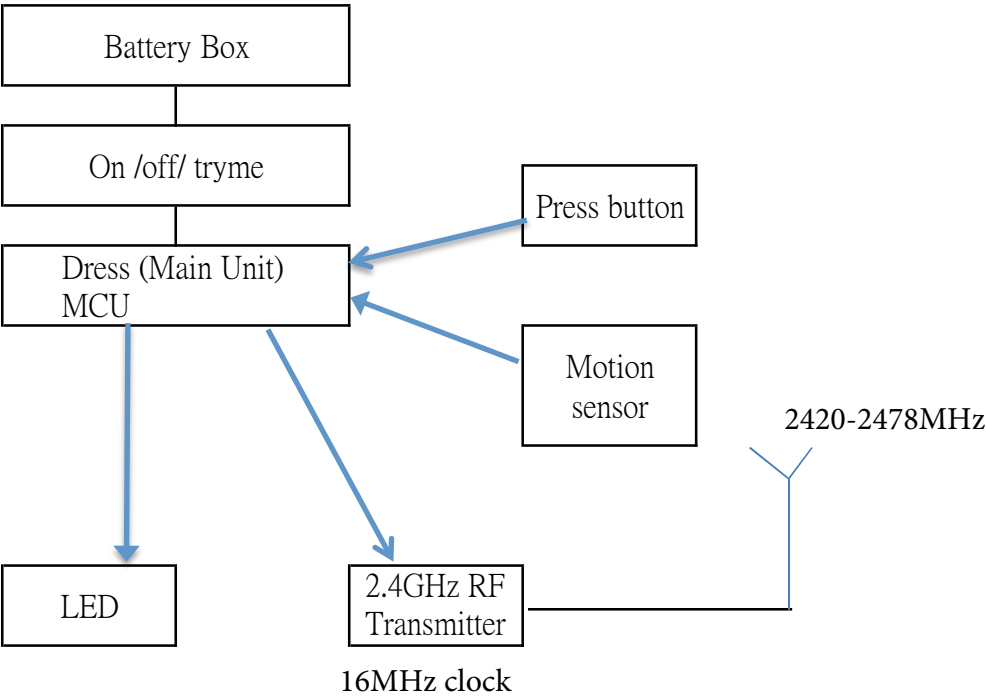 Battery Box
On /off/ tryme
Press button
Dress (Main Unit)
MCU
Motion
sensor
2420-2478MHz
LED
2.4GHz RF
Transmitter
16MHz clock